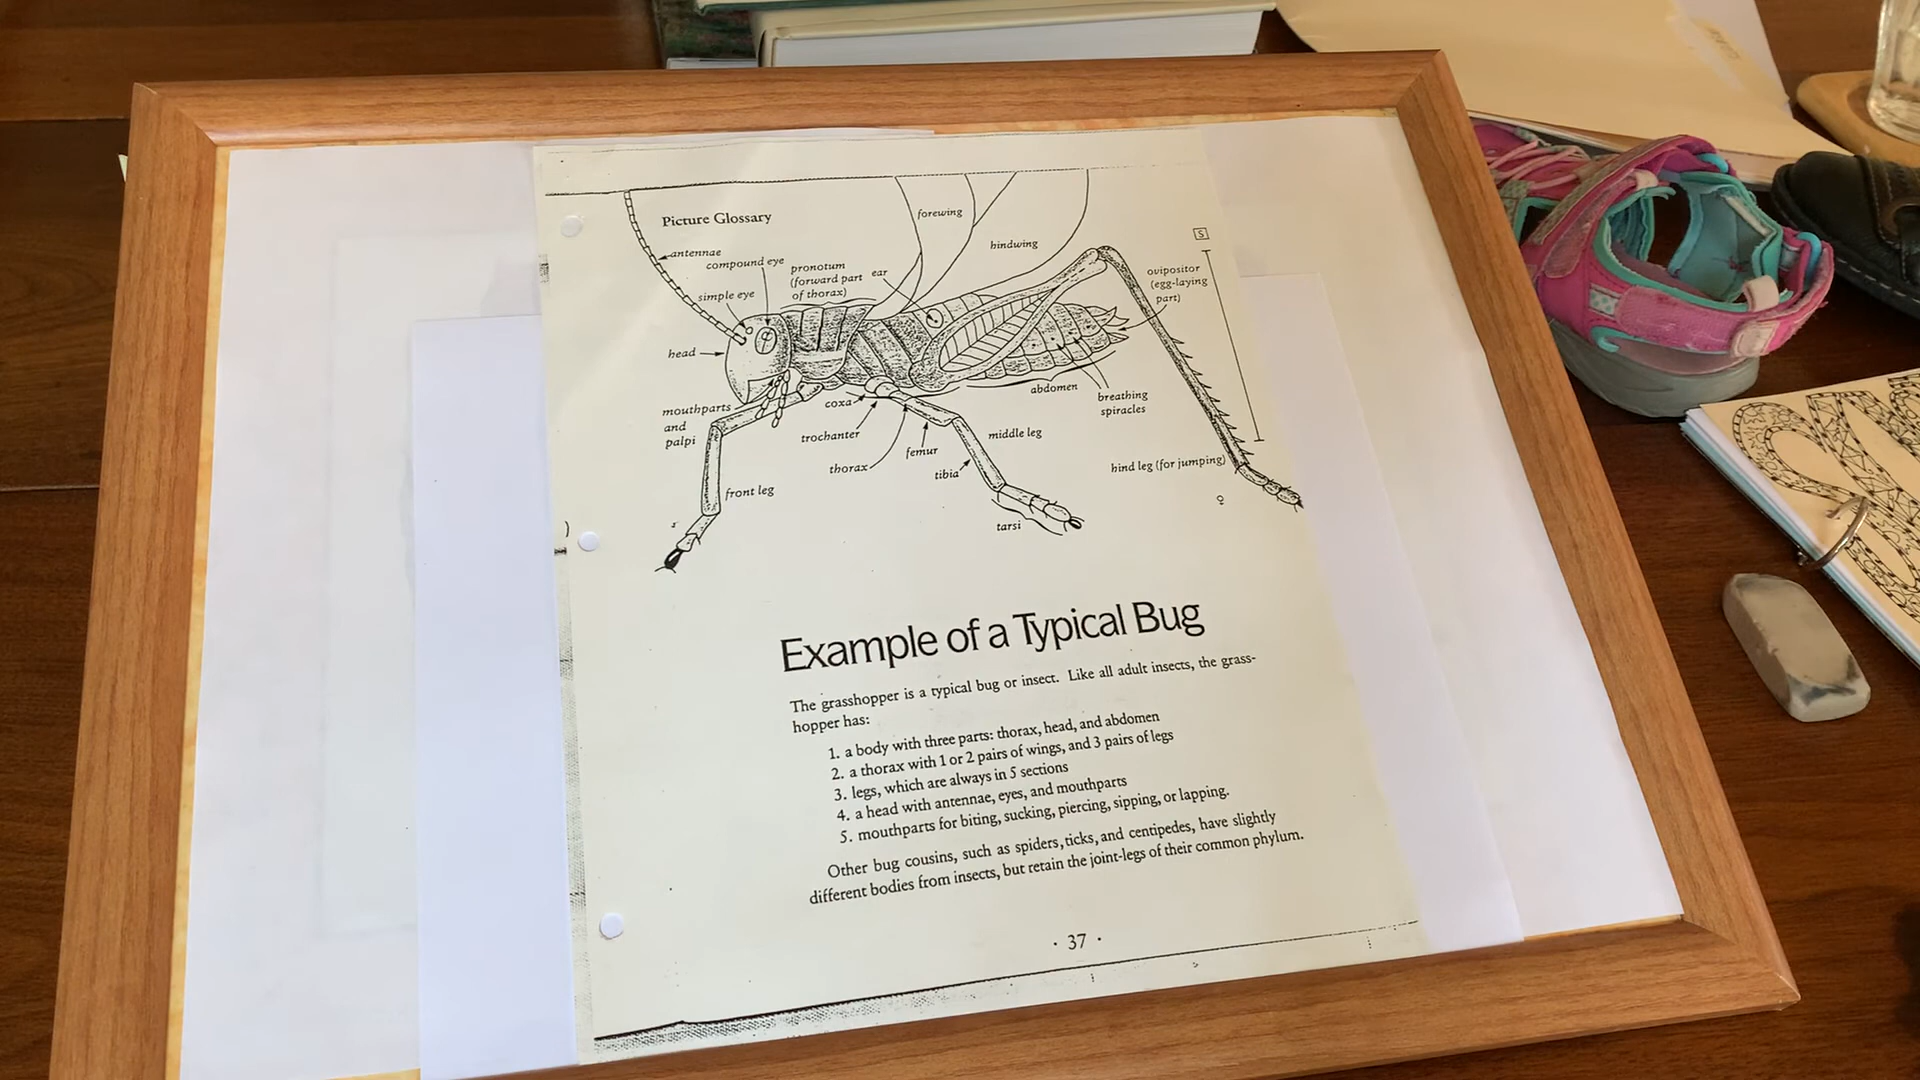 Picture Glossary
forewing
hindwing
S
antennae
compound eye
pronotum
(forward part
of thorax)
ear
ovipositor
(egg-laying
part)
simple eye
head
mouthparts
and
palpi
coxa
abdomen
breathing
spiracles
trochanter
middle leg
femur
thorax
tibia
hind leg (for jumping)
front leg
♀
tarsi
Example of a Typical Bug
The grasshopper is a typical bug or insect. Like all adult insects, the grass-
hopper has:
1. a body with three parts: thorax, head, and abdomen
2. a thorax with 1 or 2 pairs of wings, and 3 pairs of legs
3. legs, which are always in 5 sections
4. a head with antennae, eyes, and mouthparts
5. mouthparts for biting, sucking, piercing, sipping, or lapping.
Other bug cousins, such as spiders, ticks, and centipedes, have slightly
different bodies from insects, but retain the joint-legs of their common phylum.
· 37 ·